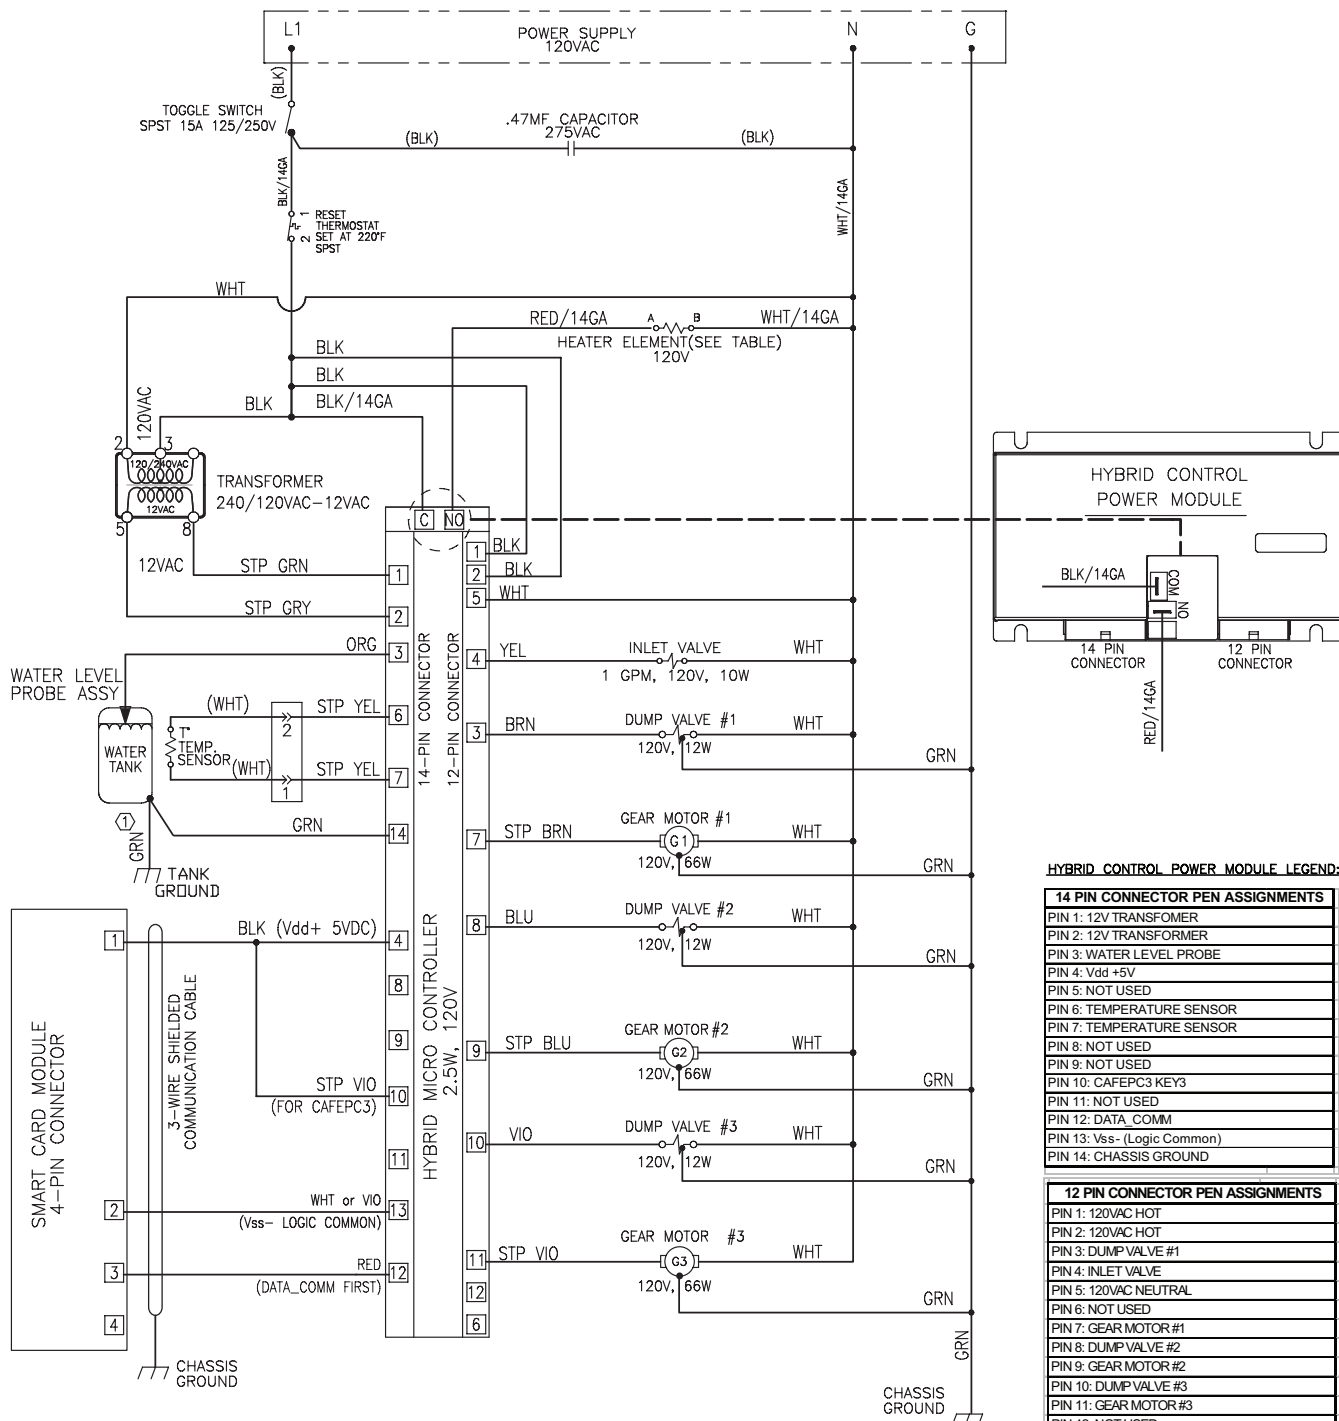 L1
POWER SUPPLY
120VAC
N
G
(BLK)
TOGGLE SWITCH
SPST 15A 125/250V
.47MF CAPACITOR
275VAC
(BLK)
(BLK)
BLK/14GA
WHT/14GA
1
2
RESET
THERMOSTAT
SET AT 220°F
SPST
WHT
RED/14GA
A
B
WHT/14GA
HEATER ELEMENT(SEE TABLE)
120V
BLK
BLK
BLK
BLK/14GA
120VAC
2
3
120/240VAC
12VAC
TRANSFORMER
240/120VAC-12VAC
5
8
12VAC
STP GRN
STP GRY
C
NO
1
BLK
2
BLK
5
WHT
1
2
ORG
3
WATER LEVEL
PROBE ASSY
WATER
TANK
T°
TEMP.
SENSOR
(WHT)
2
STP YEL
6
(WHT)
1
STP YEL
7
1
GRN
GRN
14
TANK
GROUND
14-PIN CONNECTOR
12-PIN CONNECTOR
HYBRID MICRO CONTROLLER
2.5W, 120V
4
YEL
INLET VALVE
1 GPM, 120V, 10W
WHT
3
BRN
DUMP VALVE #1
120V, 12W
WHT
GRN
7
STP BRN
GEAR MOTOR #1
G1
120V, 66W
WHT
GRN
8
BLU
DUMP VALVE #2
120V, 12W
WHT
GRN
9
STP BLU
GEAR MOTOR #2
G2
120V, 66W
WHT
GRN
10
VIO
DUMP VALVE #3
120V, 12W
WHT
GRN
11
STP VIO
GEAR MOTOR #3
G3
120V, 66W
WHT
GRN
12
6
GRN
CHASSIS
GROUND
SMART CARD MODULE
4-PIN CONNECTOR
1
2
3
4
3-WIRE SHIELDED
COMMUNICATION CABLE
CHASSIS
GROUND
BLK (Vdd+ 5VDC)
4
8
9
STP VIO
(FOR CAFEPC3)
10
11
WHT or VIO
(Vss- LOGIC COMMON)
13
RED
(DATA_COMM FIRST)
12
HYBRID CONTROL
POWER MODULE
BLK/14GA
COM
NO
14 PIN
CONNECTOR
12 PIN
CONNECTOR
RED/14GA
HYBRID CONTROL POWER MODULE LEGEND:
14 PIN CONNECTOR PEN ASSIGNMENTS
PIN 1: 12V TRANSFOMER
PIN 2: 12V TRANSFORMER
PIN 3: WATER LEVEL PROBE
PIN 4: Vdd +5V
PIN 5: NOT USED
PIN 6: TEMPERATURE SENSOR
PIN 7: TEMPERATURE SENSOR
PIN 8: NOT USED
PIN 9: NOT USED
PIN 10: CAFEPC3 KEY3
PIN 11: NOT USED
PIN 12: DATA_COMM
PIN 13: Vss- (Logic Common)
PIN 14: CHASSIS GROUND
12 PIN CONNECTOR PEN ASSIGNMENTS
PIN 1: 120VAC HOT
PIN 2: 120VAC HOT
PIN 3: DUMP VALVE #1
PIN 4: INLET VALVE
PIN 5: 120VAC NEUTRAL
PIN 6: NOT USED
PIN 7: GEAR MOTOR #1
PIN 8: DUMP VALVE #2
PIN 9: GEAR MOTOR #2
PIN 10: DUMP VALVE #3
PIN 11: GEAR MOTOR #3